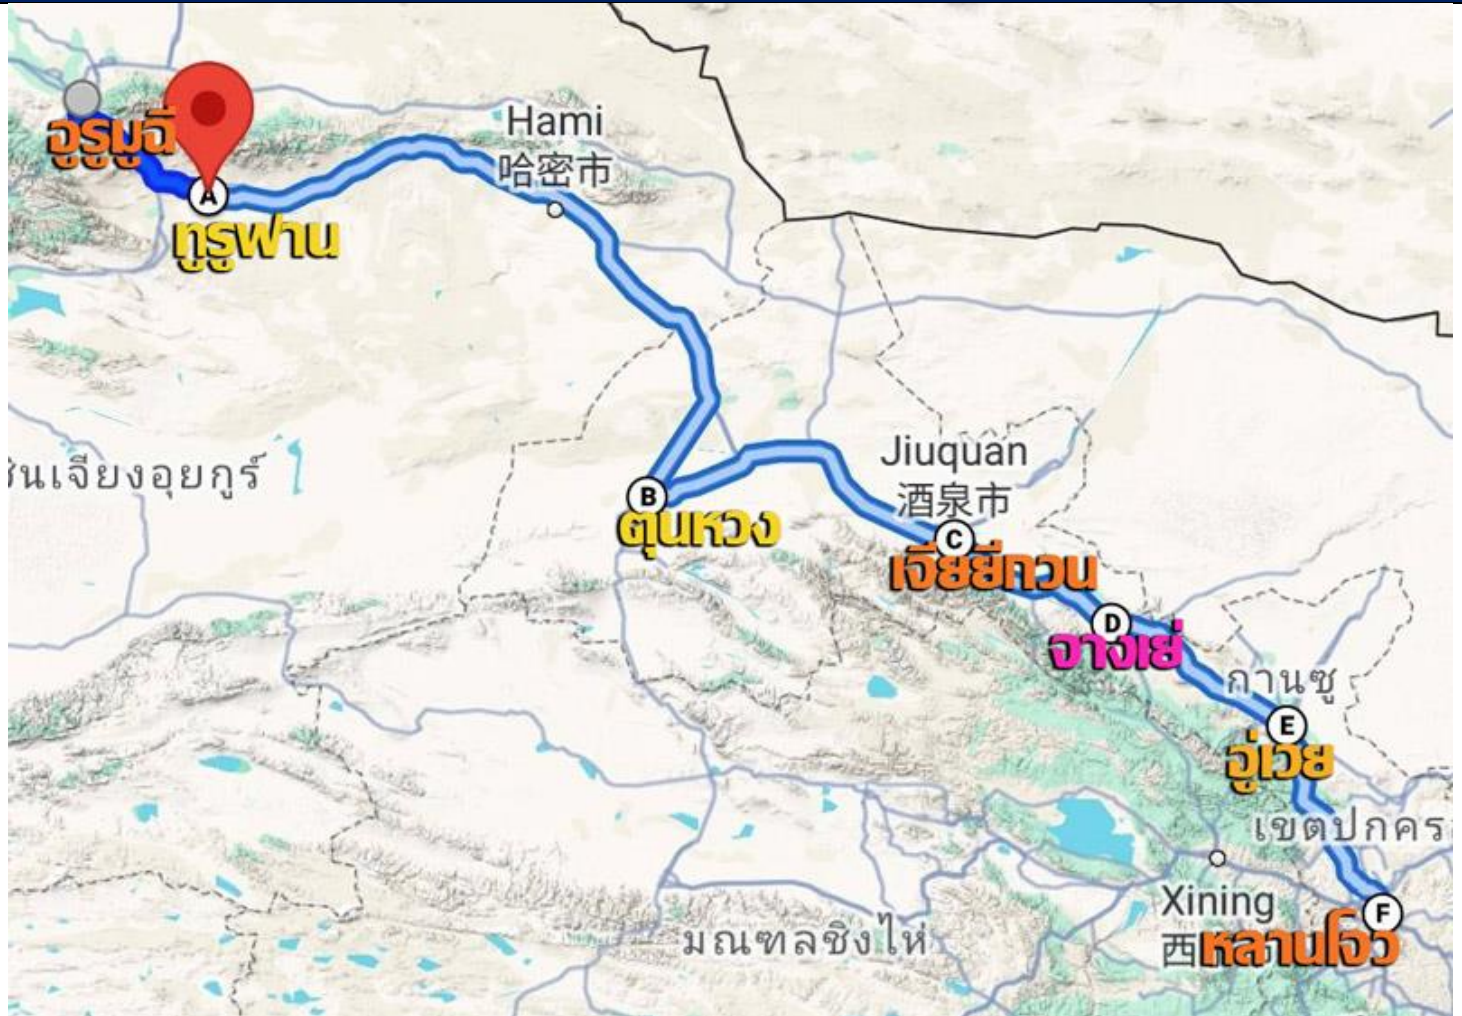 Hami
哈密市
อูรูมูฉี
A
ทูรูฟาน
Jiuquan
酒泉市
ซินเจียงอุยกูร์
B
ตุนหวง
C
เจียยี่กวน
D
จางเย่
กานซู
E
อู่เวย
เขตปกคร
Xining
西
F
หลานโจว
มณฑลชิงไห่